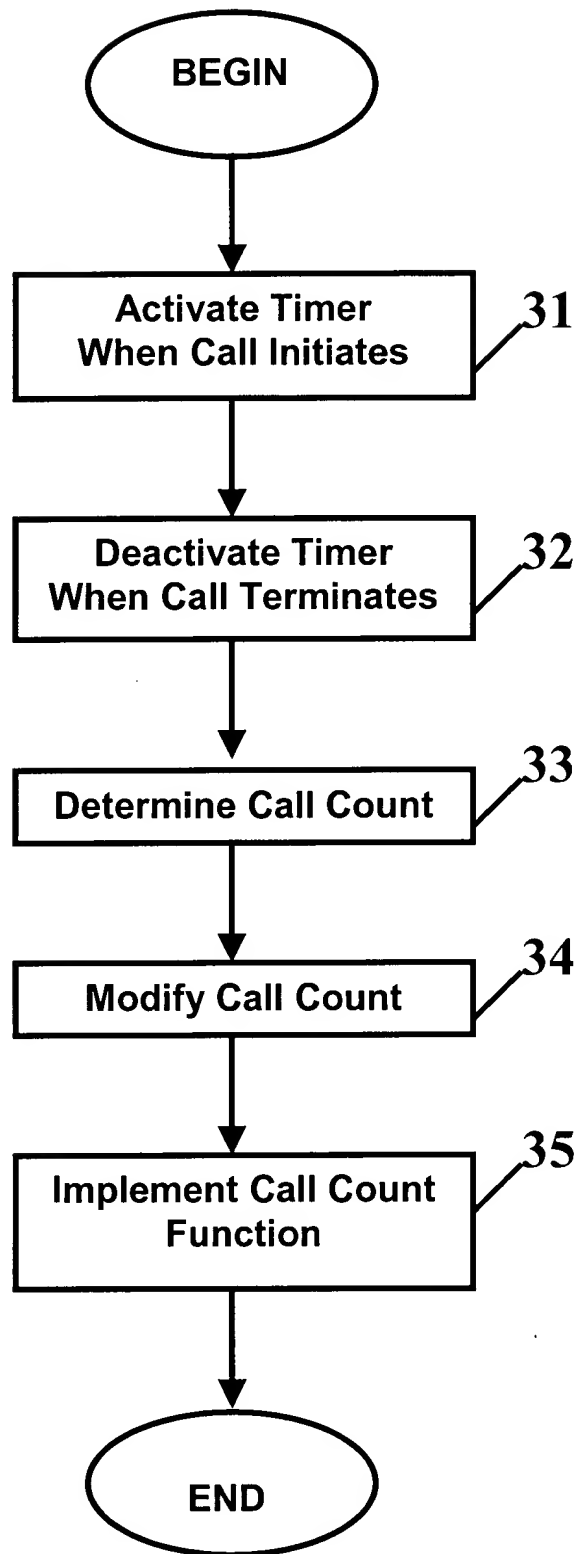 BEGIN
Activate Timer
When Call Initiates
31
Deactivate Timer
When Call Terminates
32
Determine Call Count
33
Modify Call Count
34
Implement Call Count
Function
35
END